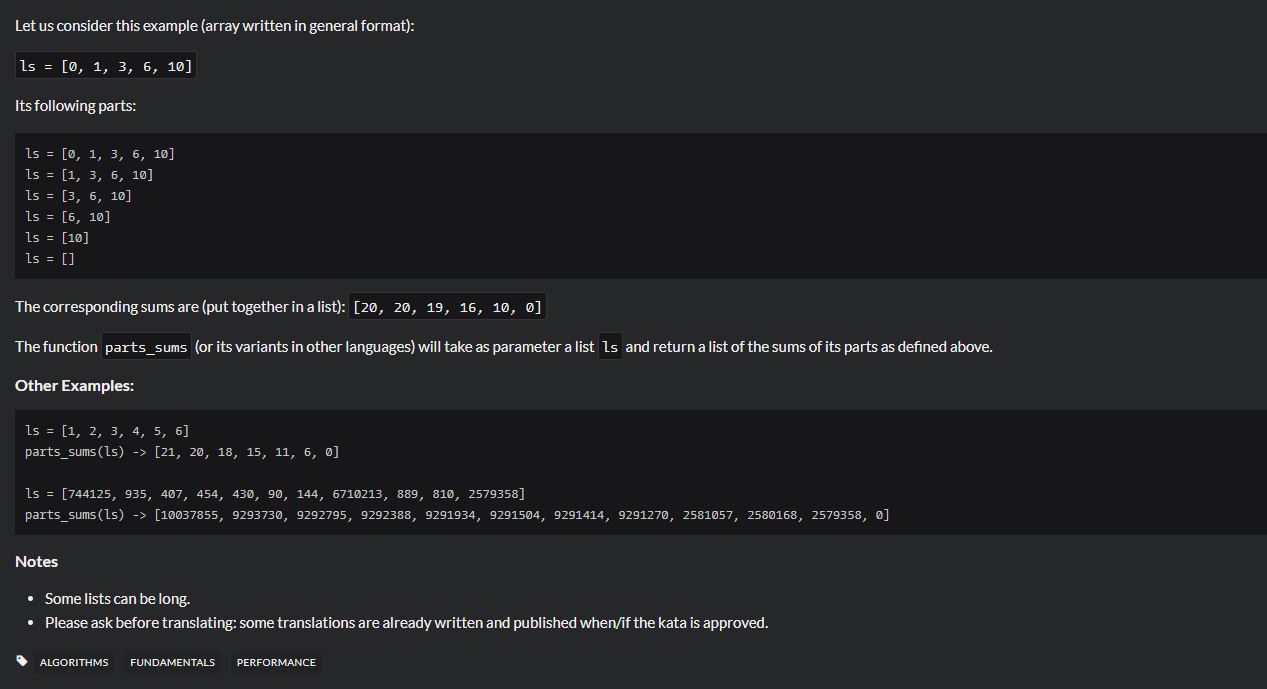 Let us consider this example (array written in general format):
ls = [0, 1, 3, 6, 10]
Its following parts:
ls = [0, 1, 3, 6, 10]
ls = [1, 3, 6, 10]
ls = [3, 6, 10]
ls = [6, 10]
ls = [10]
ls = []
The corresponding sums are (put together in a list): [20, 20, 19, 16, 10, 0]
The function parts_sums (or its variants in other languages) will take as parameter a list ls and return a list of the sums of its parts as defined above.
Other Examples:
ls = [1, 2, 3, 4, 5, 6]
parts_sums(ls) -> [21, 20, 18, 15, 11, 6, 0]
ls = [744125, 935, 407, 454, 430, 90, 144, 6710213, 889, 810, 2579358]
parts_sums(ls) -> [10037855, 9293730, 9292795, 9292388, 9291934, 9291504, 9291414, 9291270, 2581057, 2580168, 2579358, 0]
Notes
• Some lists can be long.
• Please ask before translating: some translations are already written and published when/if the kata is approved.
ALGORITHMS FUNDAMENTALS PERFORMANCE